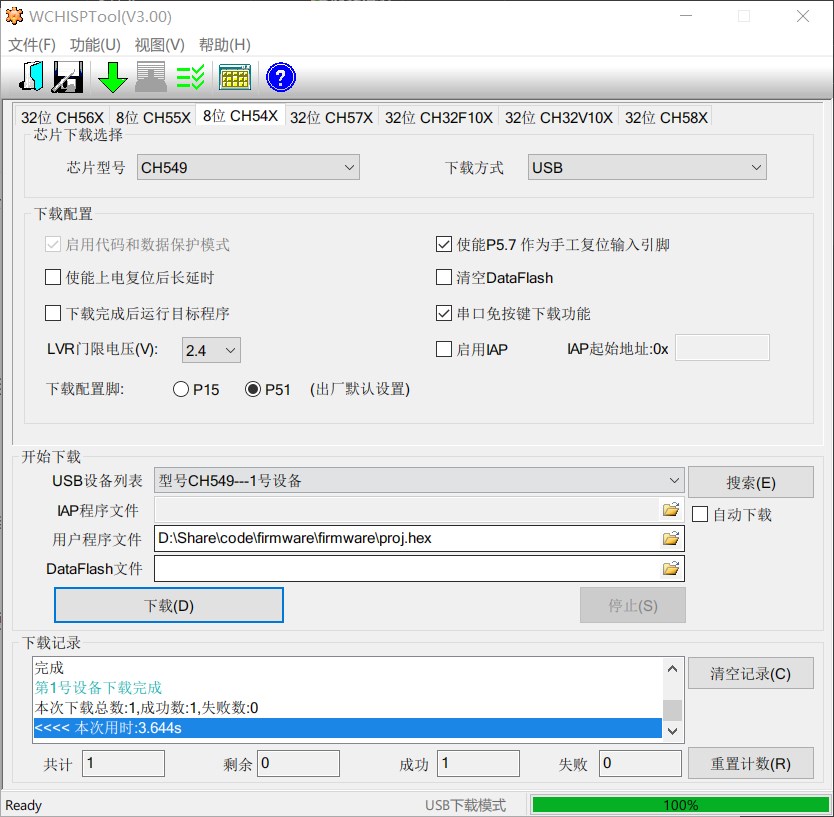 WCHISPTool(V3.00)
文件(F) 功能(U) 视图(V) 帮助(H)
32位 CH56X 8位 CH55X 8位 CH54X 32位 CH57X 32位 CH32F10X 32位 CH32V10X 32位 CH58X
芯片下载选择
芯片型号 CH549 下载方式 USB
下载配置
启用代码和数据保护模式 使能P5.7 作为手工复位输入引脚
使能上电复位后长延时 清空DataFlash
下载完成后运行目标程序 串口免按键下载功能
LVR门限电压(V): 2.4 启用IAP IAP起始地址:0x
下载配置脚: P15 P51 (出厂默认设置)
开始下载
USB设备列表 型号CH549---1号设备 搜索(E)
IAP程序文件 自动下载
用户程序文件 D:\Share\code\firmware\firmware\proj.hex
DataFlash文件
下载(D) 停止(S)
下载记录
完成
第1号设备下载完成 清空记录(C)
本次下载总数:1,成功数:1,失败数:0
<<<< 本次用时:3.644s
共计 1 剩余 0 成功 1 失败 0 重置计数(R)
Ready USB下载模式 100%